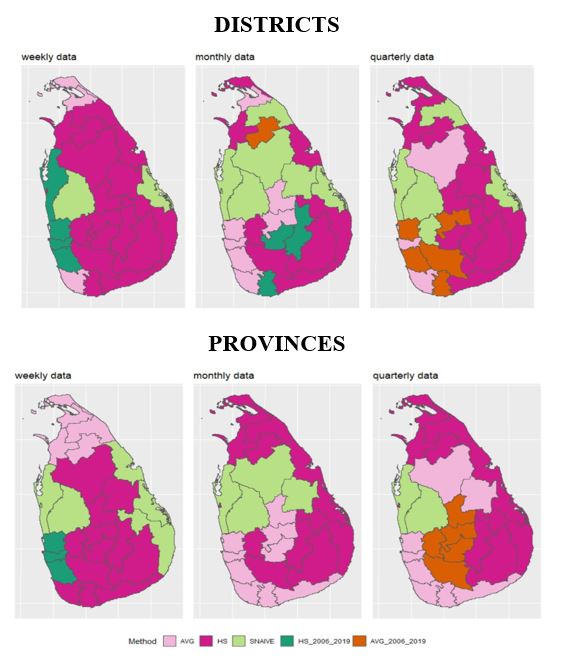 DISTRICTS
weekly data monthly data quarterly data
PROVINCES
weekly data monthly data quarterly data
Method AVG HS SNAIVE HS_2006_2019 AVG_2006_2019